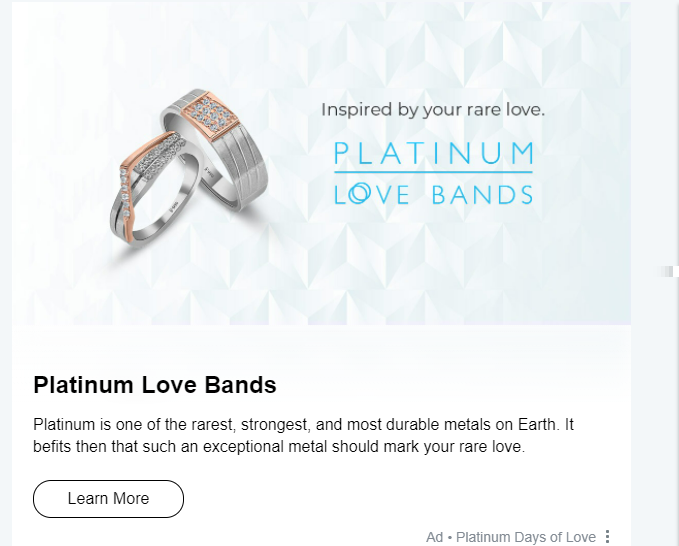 Inspired by your rare love.
PLATINUM
LOVE BANDS
Platinum Love Bands
Platinum is one of the rarest, strongest, and most durable metals on Earth. It
befits then that such an exceptional metal should mark your rare love.
Learn More
Ad • Platinum Days of Love